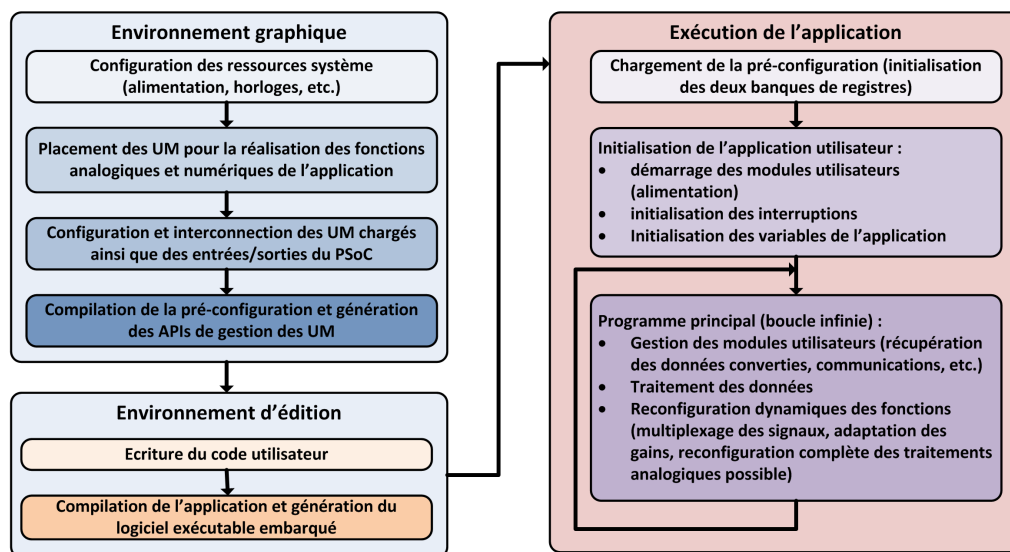 Environnement graphique
Configuration des ressources système
(alimentation, horloges, etc.)
Placement des UM pour la réalisation des fonctions
analogiques et numériques de l'application
Configuration et interconnection des UM chargés
ainsi que des entrées/sorties du PSoC
Compilation de la pré-configuration et génération
des APIs de gestion des UM
Environnement d'édition
Ecriture du code utilisateur
Compilation de l'application et génération du
logiciel exécutable embarqué
Exécution de l'application
Chargement de la pré-configuration (initialisation
des deux banques de registres)
Initialisation de l'application utilisateur :
• démarrage des modules utilisateurs
(alimentation)
• initialisation des interruptions
• Initialisation des variables de l'application
Programme principal (boucle infinie) :
• Gestion des modules utilisateurs (récupération
des données converties, communications, etc.)
• Traitement des données
• Reconfiguration dynamiques des fonctions
(multiplexage des signaux, adaptation des
gains, reconfiguration complète des traitements
analogiques possible)